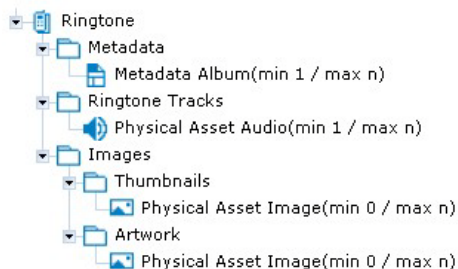 Ringtone
Metadata
Metadata Album(min 1 / max n)
Ringtone Tracks
Physical Asset Audio(min 1 / max n)
Images
Thumbnails
Physical Asset Image(min 0 / max n)
Artwork
Physical Asset Image(min 0 / max n)